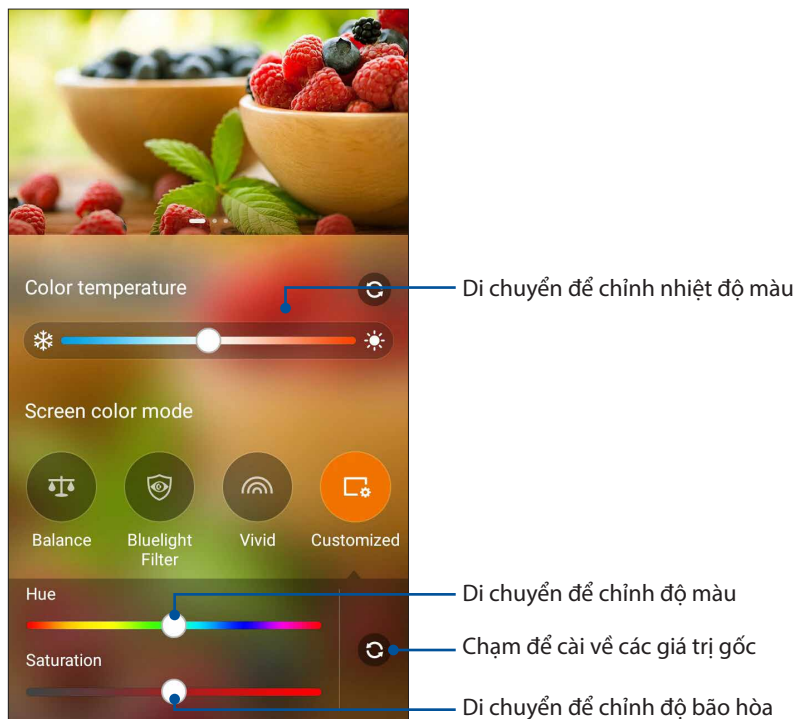 Color temperature
Di chuyển để chỉnh nhiệt độ màu
Screen color mode
Balance
Bluelight
Filter
Vivid
Customized
Hue
Di chuyển để chỉnh độ màu
Chạm để cài về các giá trị gốc
Saturation
Di chuyển để chỉnh độ bão hòa